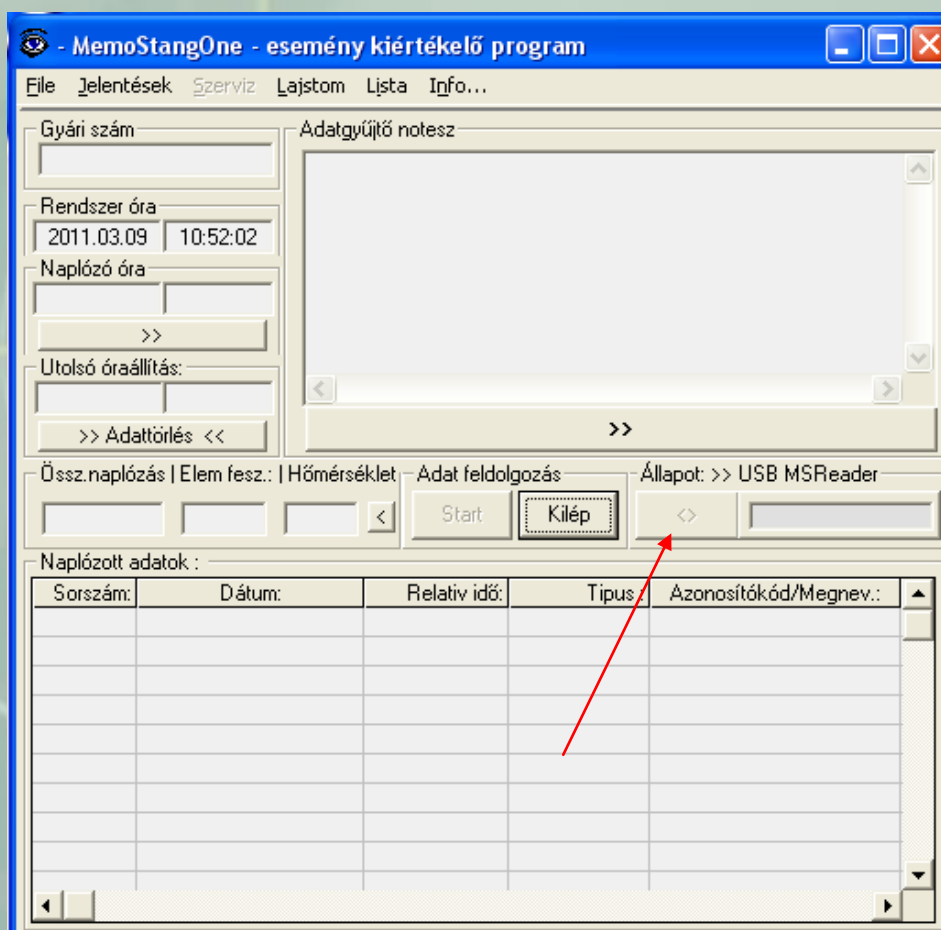 - MemoStangOne - esemény kiértékelő program
File Jelentések Szerviz Lajstom Lista Info...
Gyári szám
Adatgyűjtő notesz
Rendszer óra
2011.03.09 10:52:02
Naplózó óra
>>
Utolsó óraállítás:
>> Adattörlés <<
>>
Össz.naplózás | Elem fesz.: | Hőmérséklet
Adat feldolgozás
Állapot: >> USB MSReader
<
Start
Kilép
<>
Naplózott adatok :
Sorszám: Dátum: Relativ idő: Tipus : Azonosítókód/Megnev.: